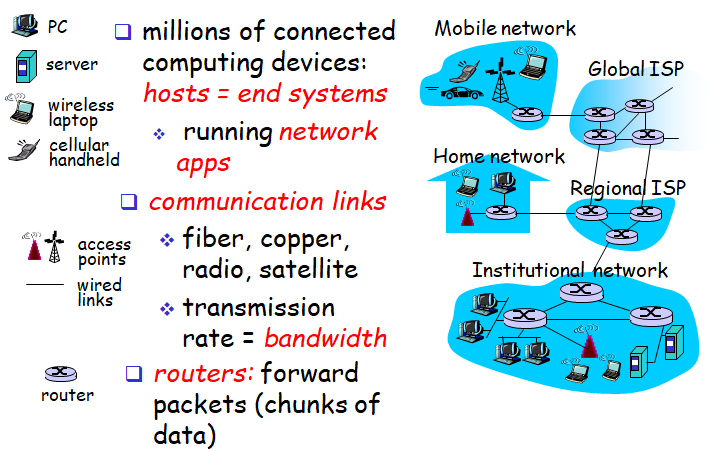 PC
server
wireless
laptop
cellular
handheld
access
points
wired
links
router
millions of connected
computing devices:
hosts = end systems
running network
apps
communication links
fiber, copper,
radio, satellite
transmission
rate = bandwidth
routers: forward
packets (chunks of
data)
Mobile network
Global ISP
Home network
Regional ISP
Institutional network